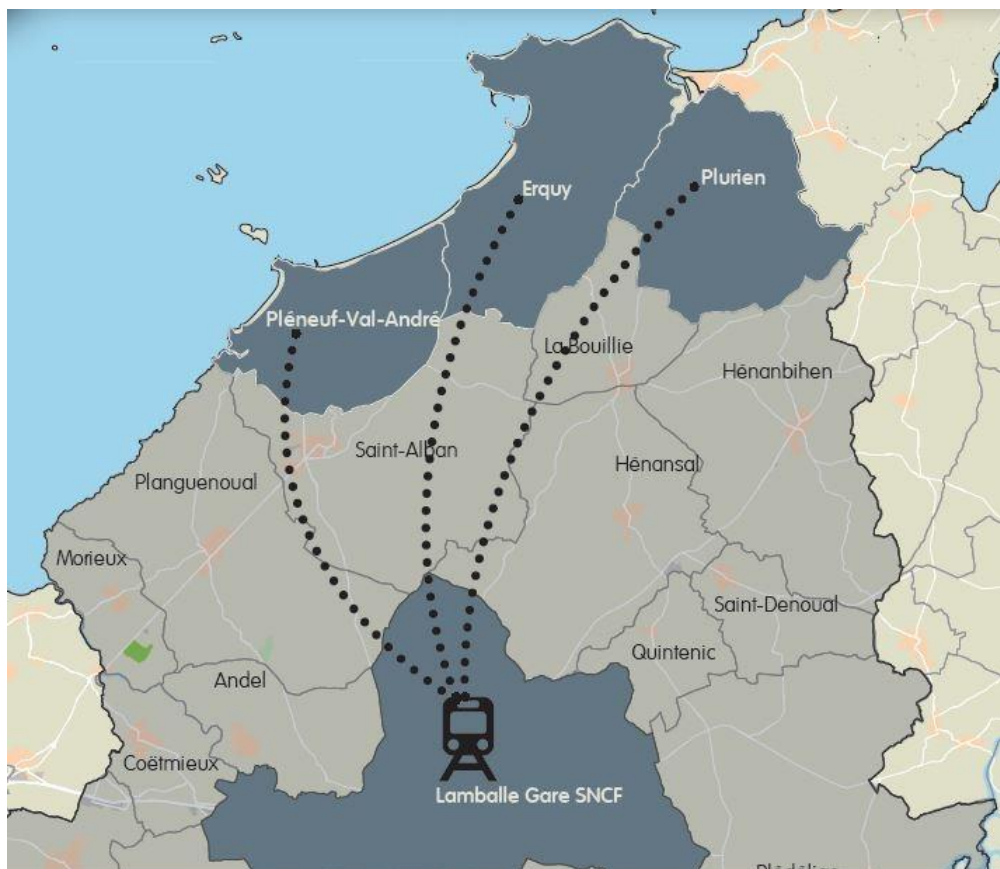 Plurien
Erquy
Pléneuf-Val-André
La Bouillie
Hénanbihen
Saint-Alban
Hénansal
Planguenoual
Morieux
Saint-Denoual
Quintenic
Andel
Coëtmieux
Lamballe Gare SNCF